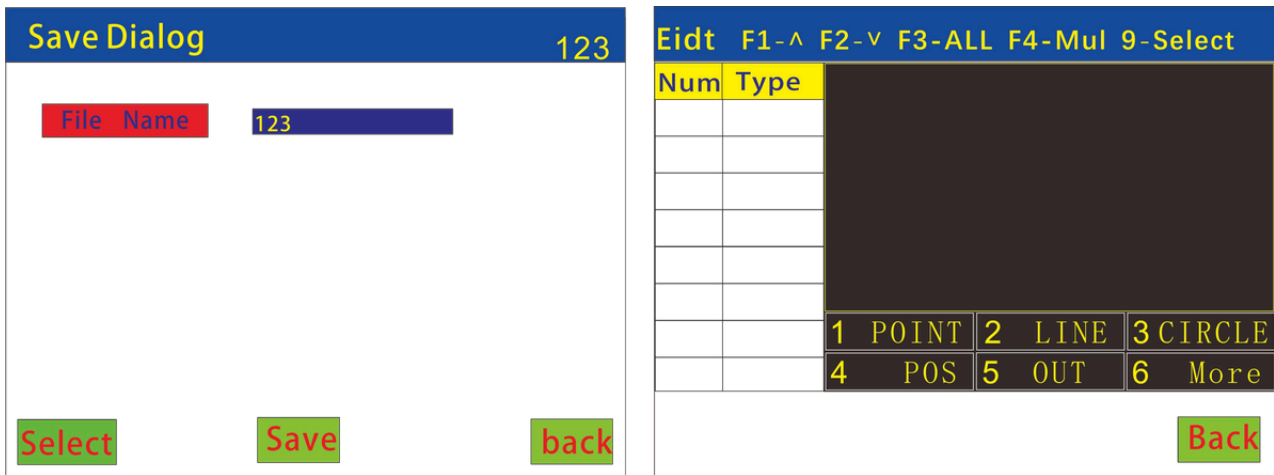 Save Dialog
123
File Name
123
Select
Save
back
Eidt F1-^ F2-v F3-ALL F4-Mul 9-Select
Num Type
1 POINT 2 LINE 3 CIRCLE
4 POS 5 OUT 6 More
Back